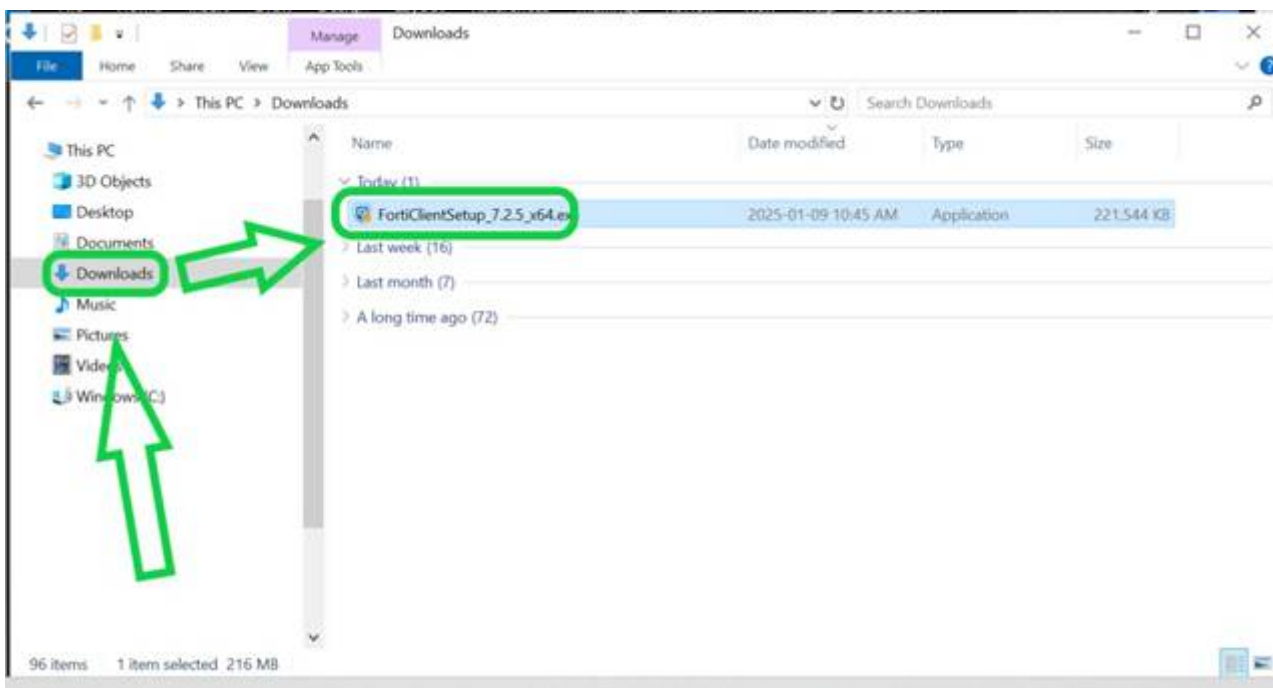 Manage Downloads
File Home Share View App Tools
This PC > Downloads Search Downloads
Name Date modified Type Size
This PC
3D Objects
Desktop
Documents
Downloads
Music
Pictures
Videos
Windows (C:)
Today (1)
FortiClientSetup_7.2.5_x64.ex 2025-01-09 10:45 AM Application 221,544 KB
Last week (16)
Last month (7)
A long time ago (72)
96 items 1 item selected 216 MB